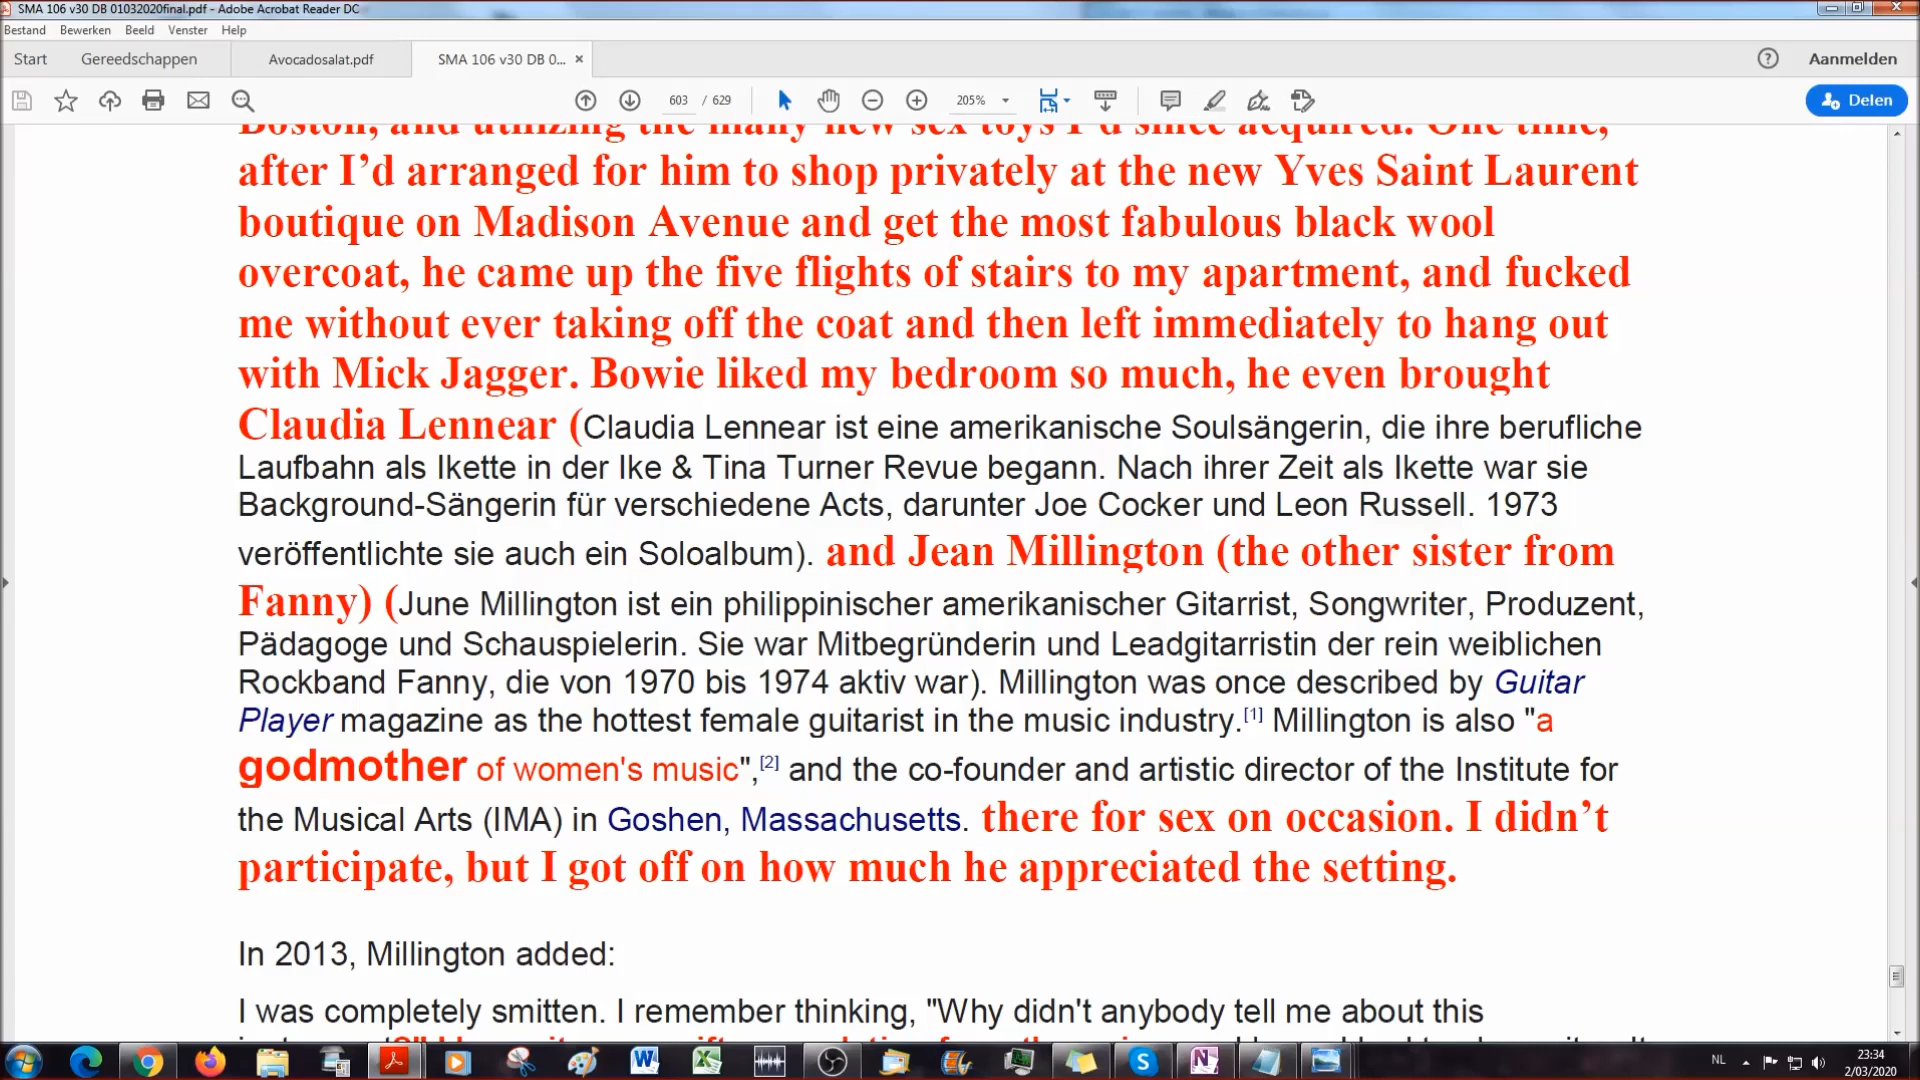 SMA 106 v30 DB 01032020final.pdf - Adobe Acrobat Reader DC
Bestand Bewerken Beeld Venster Help
Start Gereedschappen Avocadosalat.pdf SMA 106 v30 DB 0... × Aanmelden
603 / 629 205% Delen
Boston, and utilizing the many new sex toys I'd since acquired. One time,
after I’d arranged for him to shop privately at the new Yves Saint Laurent
boutique on Madison Avenue and get the most fabulous black wool
overcoat, he came up the five flights of stairs to my apartment, and fucked
me without ever taking off the coat and then left immediately to hang out
with Mick Jagger. Bowie liked my bedroom so much, he even brought
Claudia Lennear (Claudia Lennear ist eine amerikanische Soulsängerin, die ihre berufliche
Laufbahn als Ikette in der Ike & Tina Turner Revue begann. Nach ihrer Zeit als Ikette war sie
Background-Sängerin für verschiedene Acts, darunter Joe Cocker und Leon Russell. 1973
veröffentlichte sie auch ein Soloalbum). and Jean Millington (the other sister from
Fanny) (June Millington ist ein philippinischer amerikanischer Gitarrist, Songwriter, Produzent,
Pädagoge und Schauspielerin. Sie war Mitbegründerin und Leadgitarristin der rein weiblichen
Rockband Fanny, die von 1970 bis 1974 aktiv war). Millington was once described by Guitar
Player magazine as the hottest female guitarist in the music industry.[1] Millington is also "a
godmother of women's music",[2] and the co-founder and artistic director of the Institute for
the Musical Arts (IMA) in Goshen, Massachusetts. there for sex on occasion. I didn’t
participate, but I got off on how much he appreciated the setting.
In 2013, Millington added:
I was completely smitten. I remember thinking, "Why didn't anybody tell me about this
NL 23:34
2/03/2020